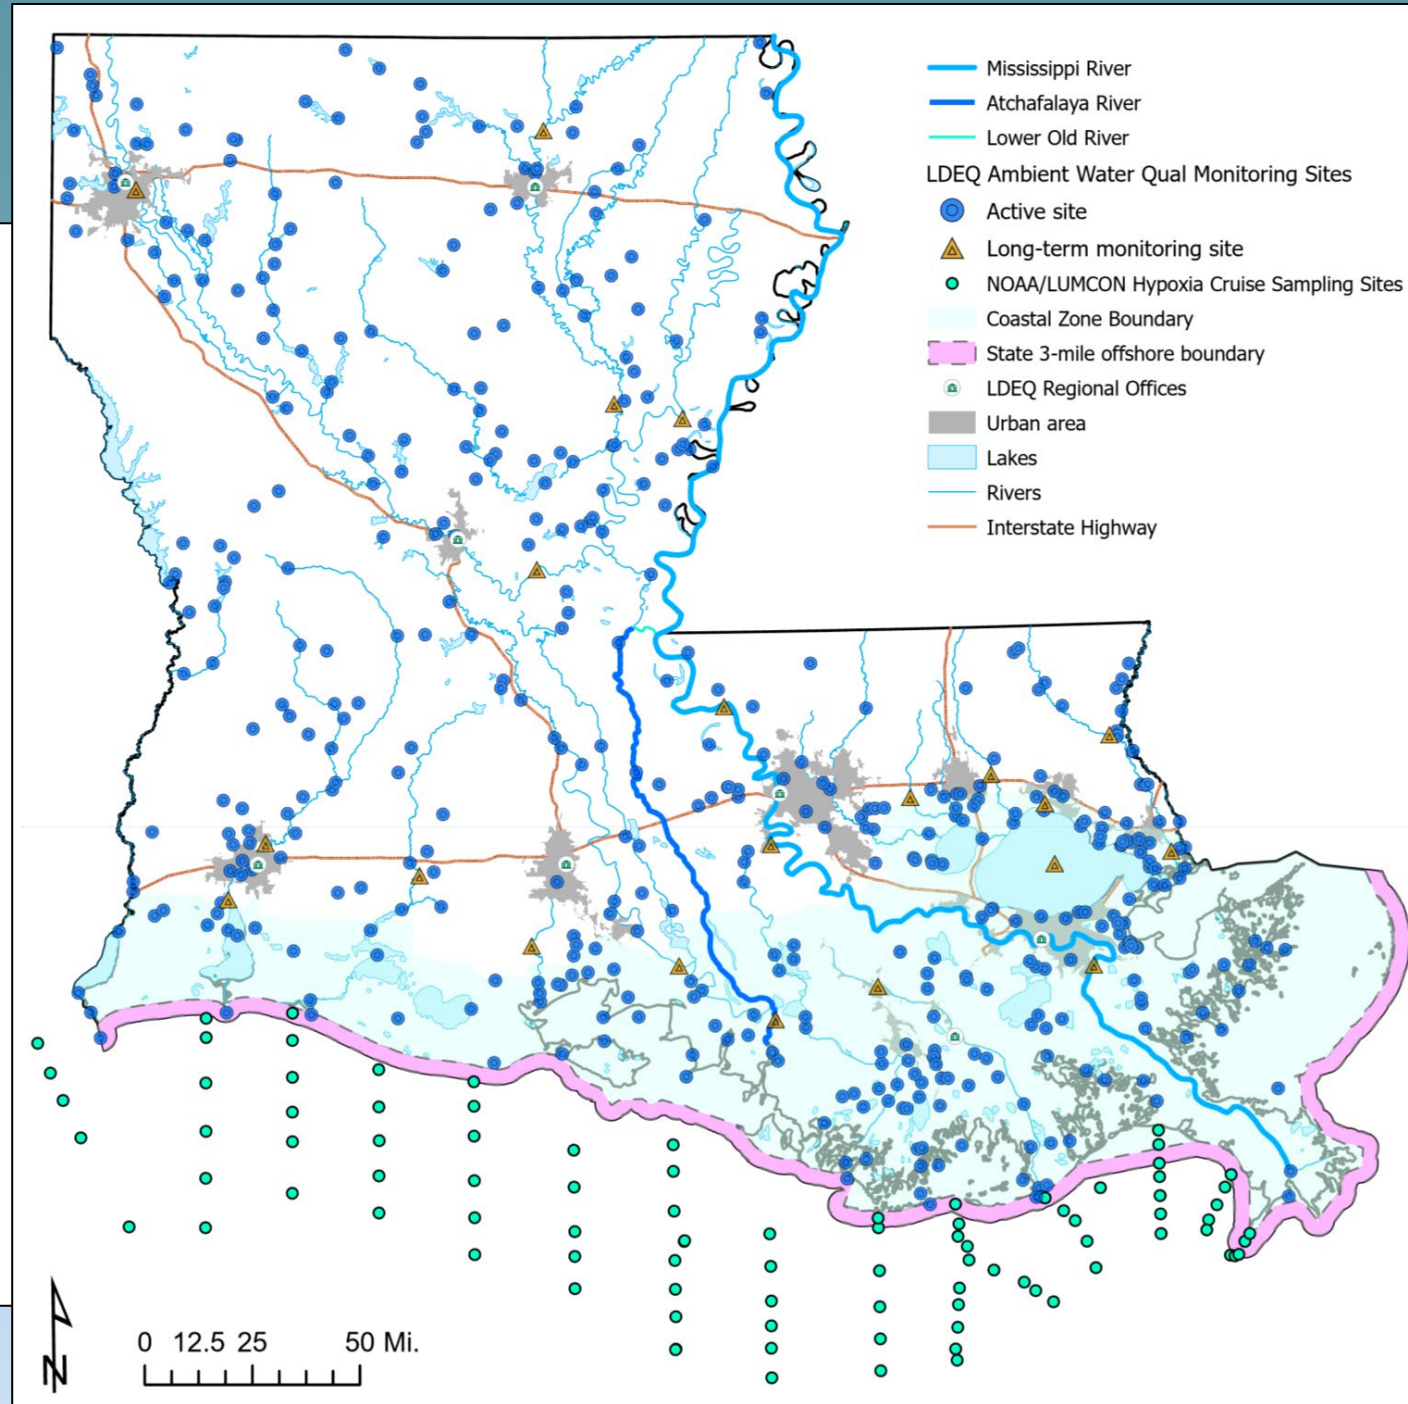 Mississippi River
Atchafalaya River
Lower Old River
LDEQ Ambient Water Qual Monitoring Sites
Active site
Long-term monitoring site
NOAA/LUMCON Hypoxia Cruise Sampling Sites
Coastal Zone Boundary
State 3-mile offshore boundary
LDEQ Regional Offices
Urban area
Lakes
Rivers
Interstate Highway
0 12.5 25 50 Mi.
N